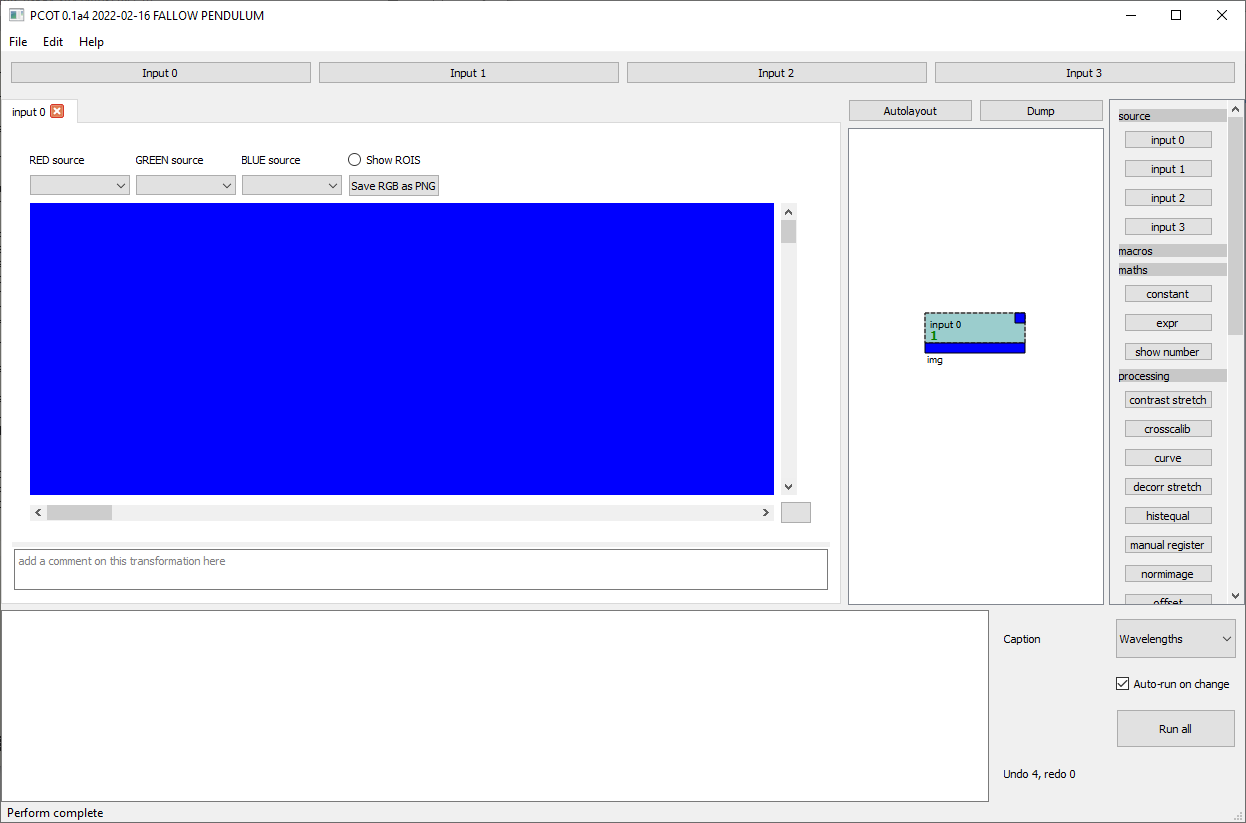 PCOT 0.1a4 2022-02-16 FALLOW PENDULUM
File Edit Help
Input 0 Input 1 Input 2 Input 3
input 0
RED source GREEN source BLUE source Show ROIS
Save RGB as PNG
add a comment on this transformation here
Autolayout Dump
input 0
1
img
source
input 0
input 1
input 2
input 3
macros
maths
constant
expr
show number
processing
contrast stretch
crosscalib
curve
decorr stretch
histequal
manual register
normimage
offset
Caption Wavelengths
Auto-run on change
Run all
Undo 4, redo 0
Perform complete